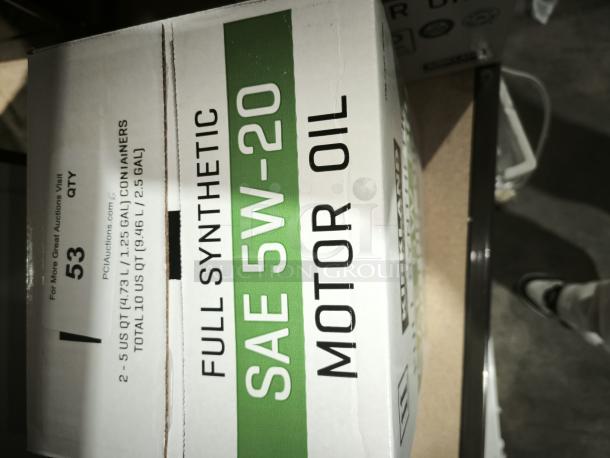 For More Great Auctions Visit
53 QTY
PCIAuctions.com
2 - 5 US QT (4.73 L / 1.25 GAL) CONTAINERS
TOTAL 10 US QT (9.46 L / 2.5 GAL)
FULL SYNTHETIC
SAE 5W-20
MOTOR OIL
KIRKLAND